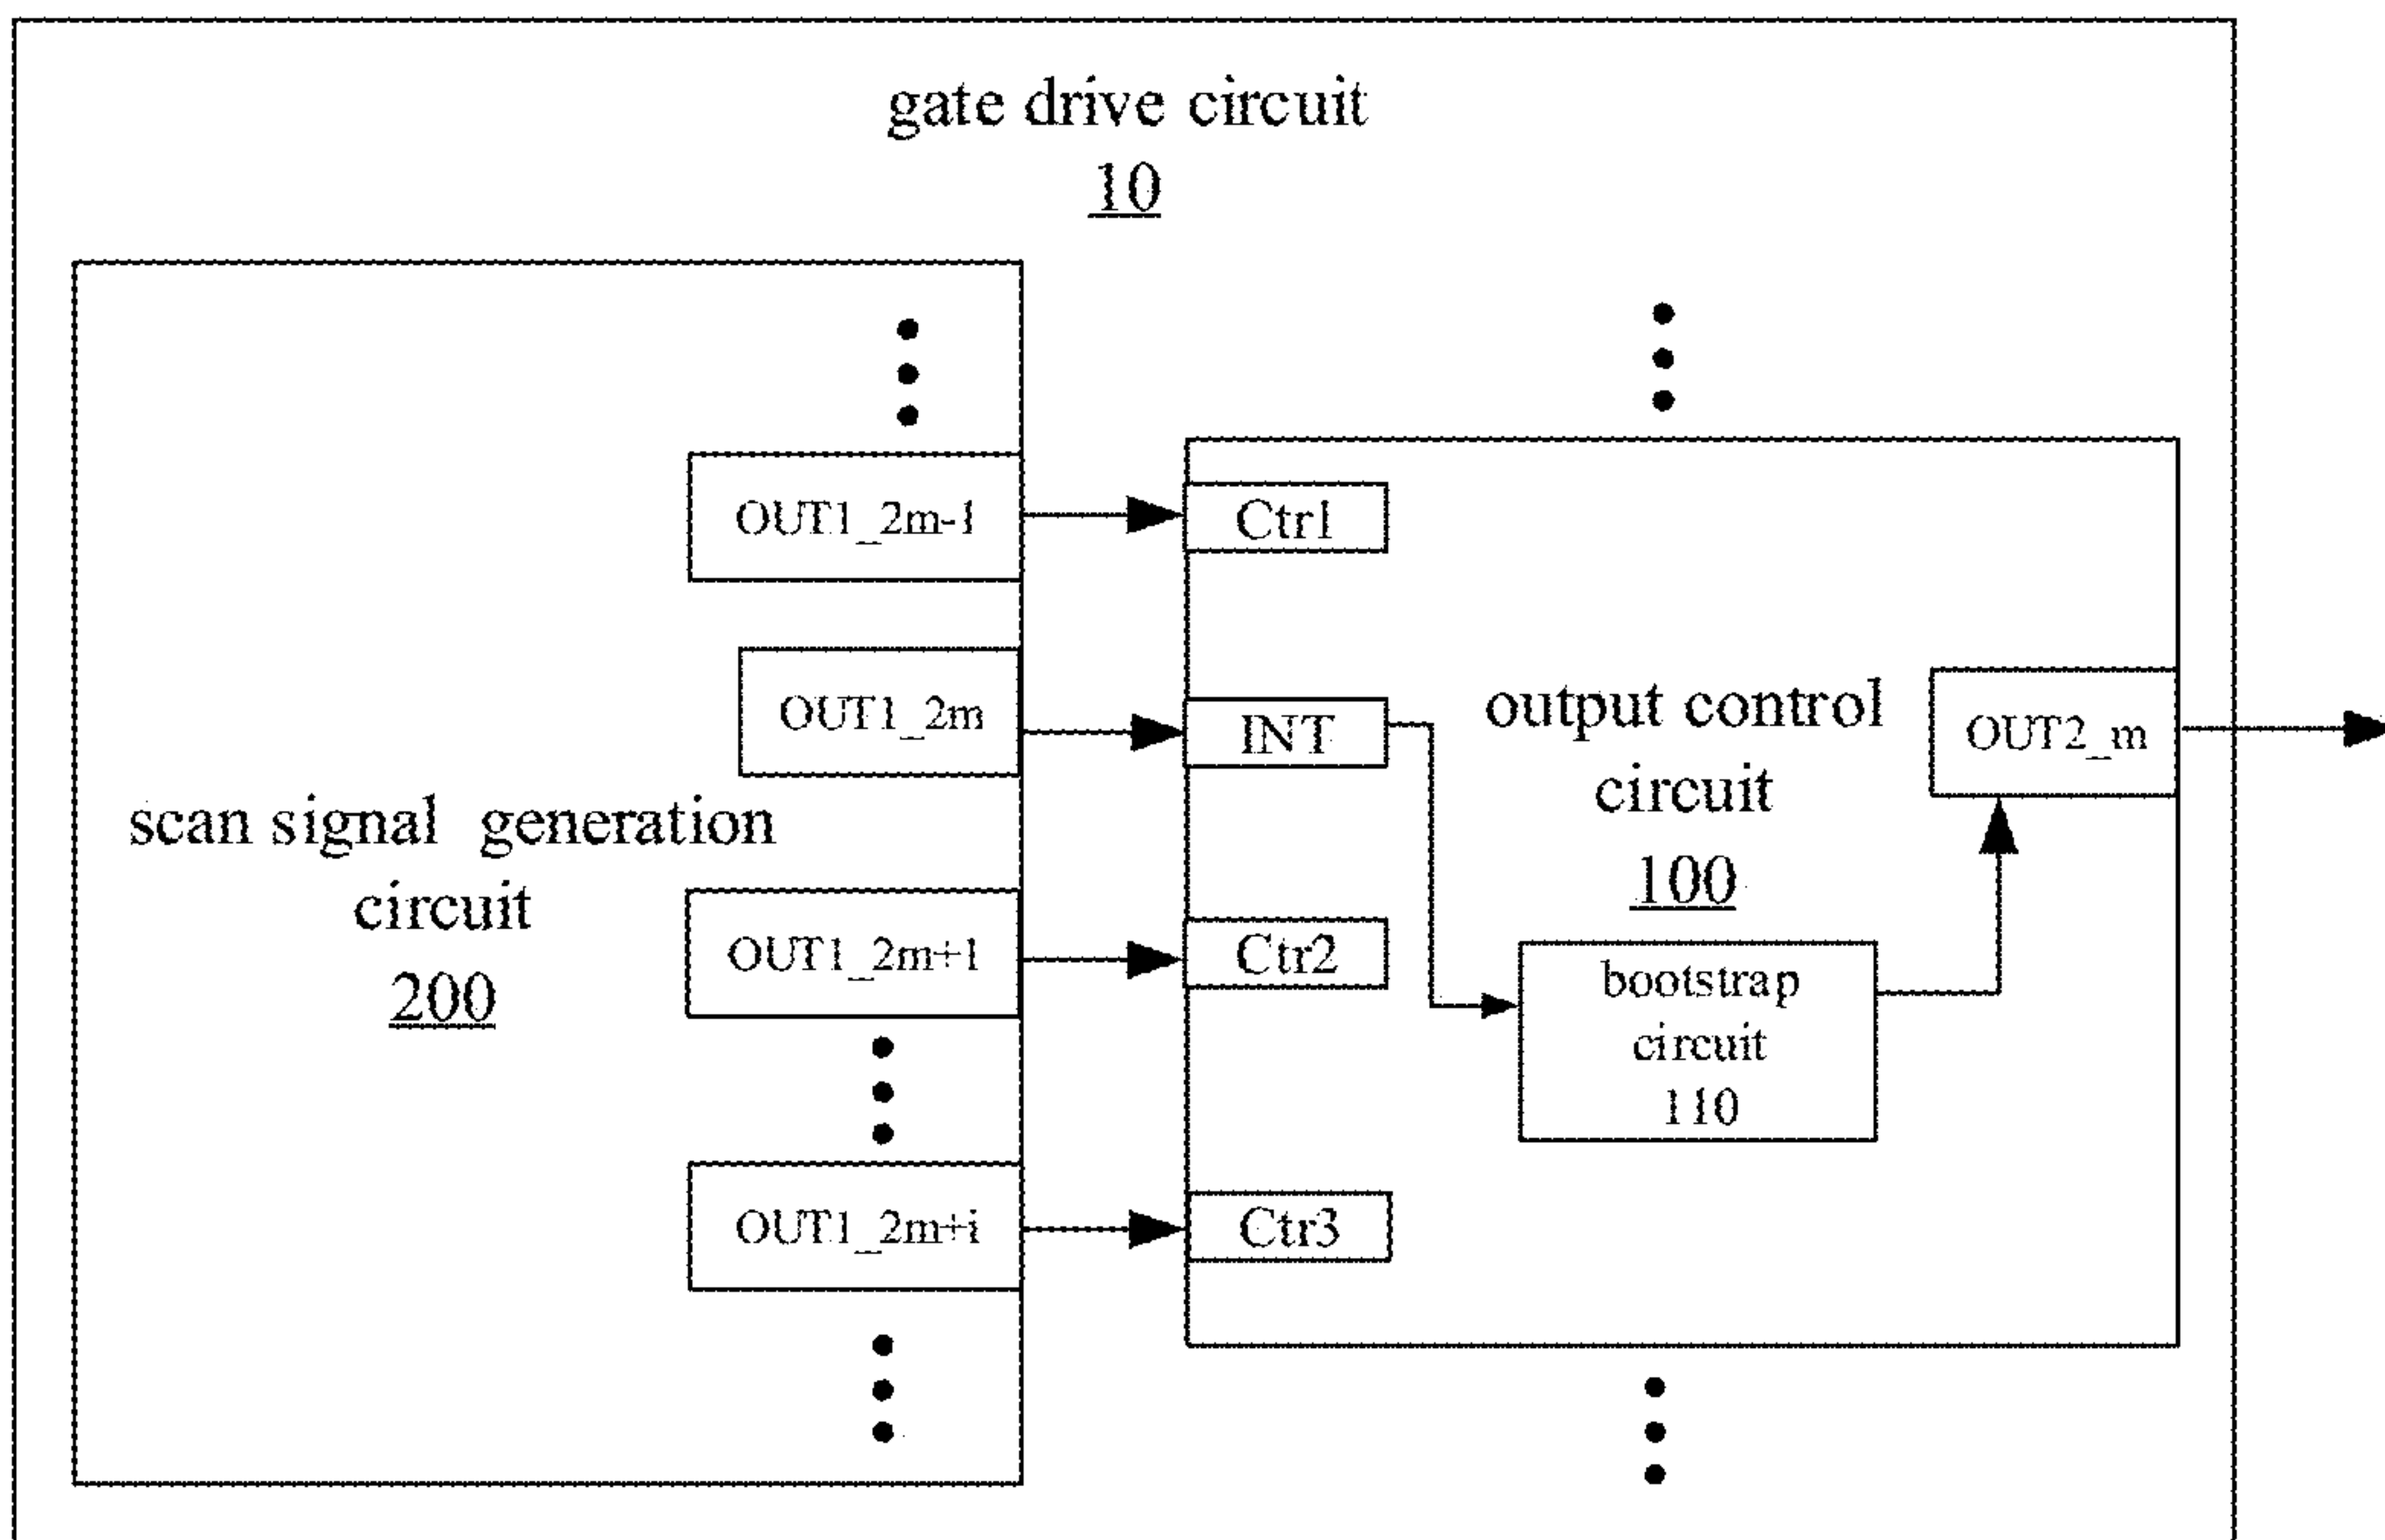 gate drive circuit
10
OUT1_2m-1
Ctr1
OUT1_2m
INT
output control
circuit
100
OUT2_m
scan signal generation
circuit
200
OUT1_2m+1
Ctr2
bootstrap
circuit
110
OUT1_2m+i
Ctr3